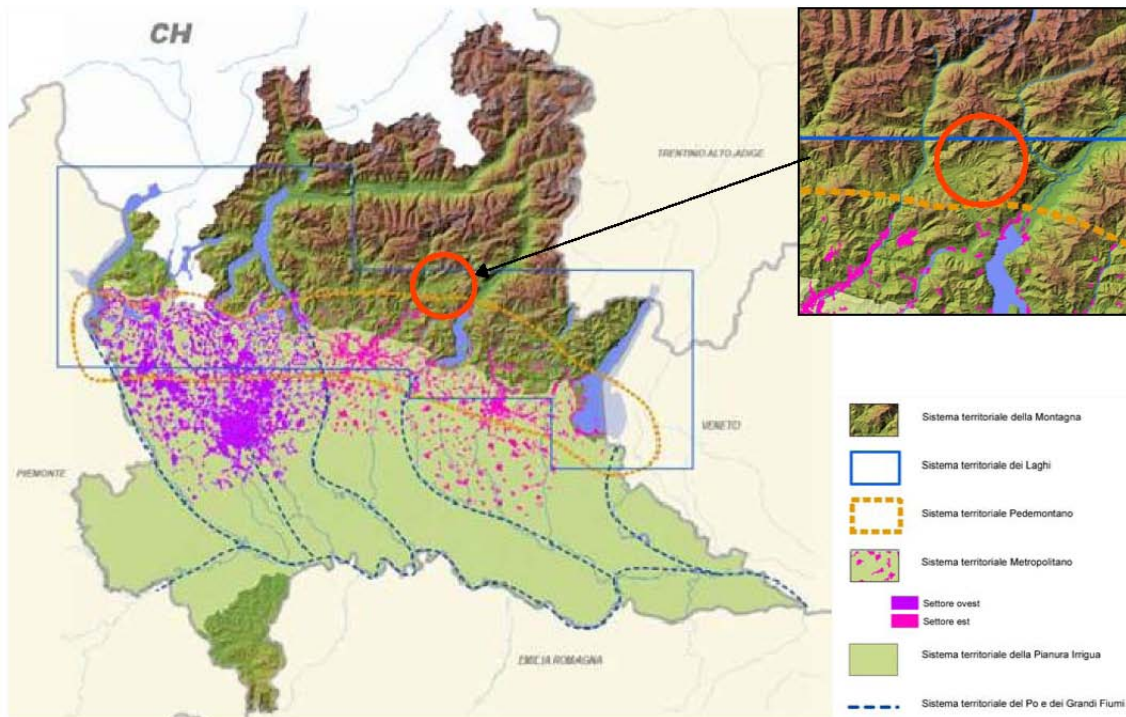 CH
TRENTINO ALTO ADIGE
VENETO
PIEMONTE
EMILIA ROMAGNA
Sistema territoriale della Montagna
Sistema territoriale dei Laghi
Sistema territoriale Pedemontano
Sistema territoriale Metropolitano
Settore ovest
Settore est
Sistema territoriale della Pianura Irrigua
Sistema territoriale del Po e dei Grandi Fiumi